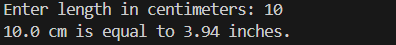 Enter length in centimeters: 10
10.0 cm is equal to 3.94 inches.